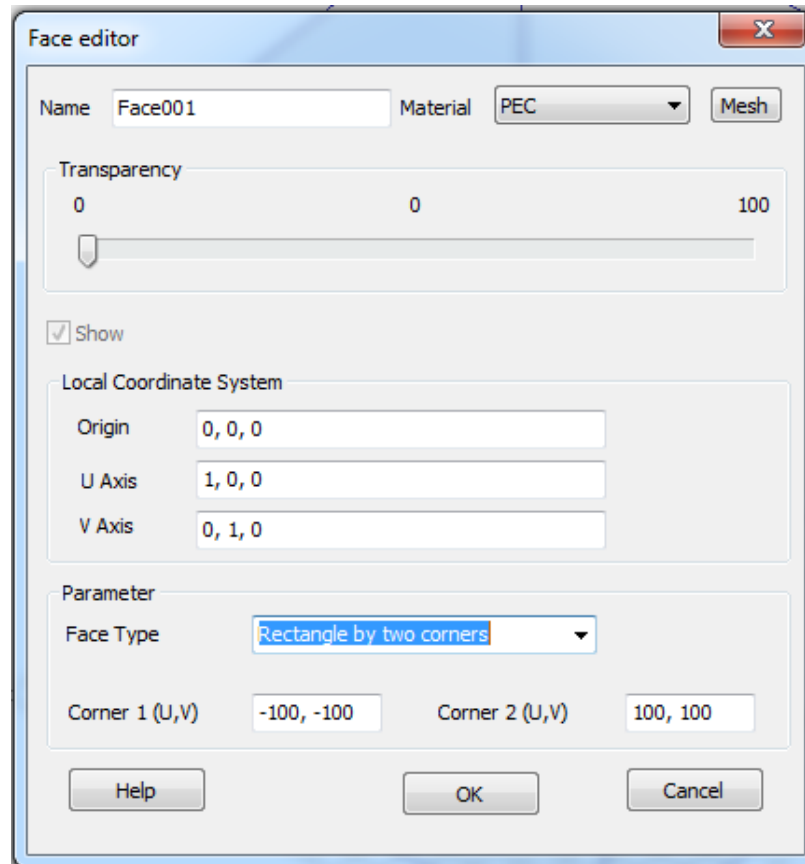 Face editor
Name Face001 Material PEC Mesh
Transparency
0 0 100
Show
Local Coordinate System
Origin 0, 0, 0
U Axis 1, 0, 0
V Axis 0, 1, 0
Parameter
Face Type Rectangle by two corners
Corner 1 (U,V) -100, -100 Corner 2 (U,V) 100, 100
Help OK Cancel